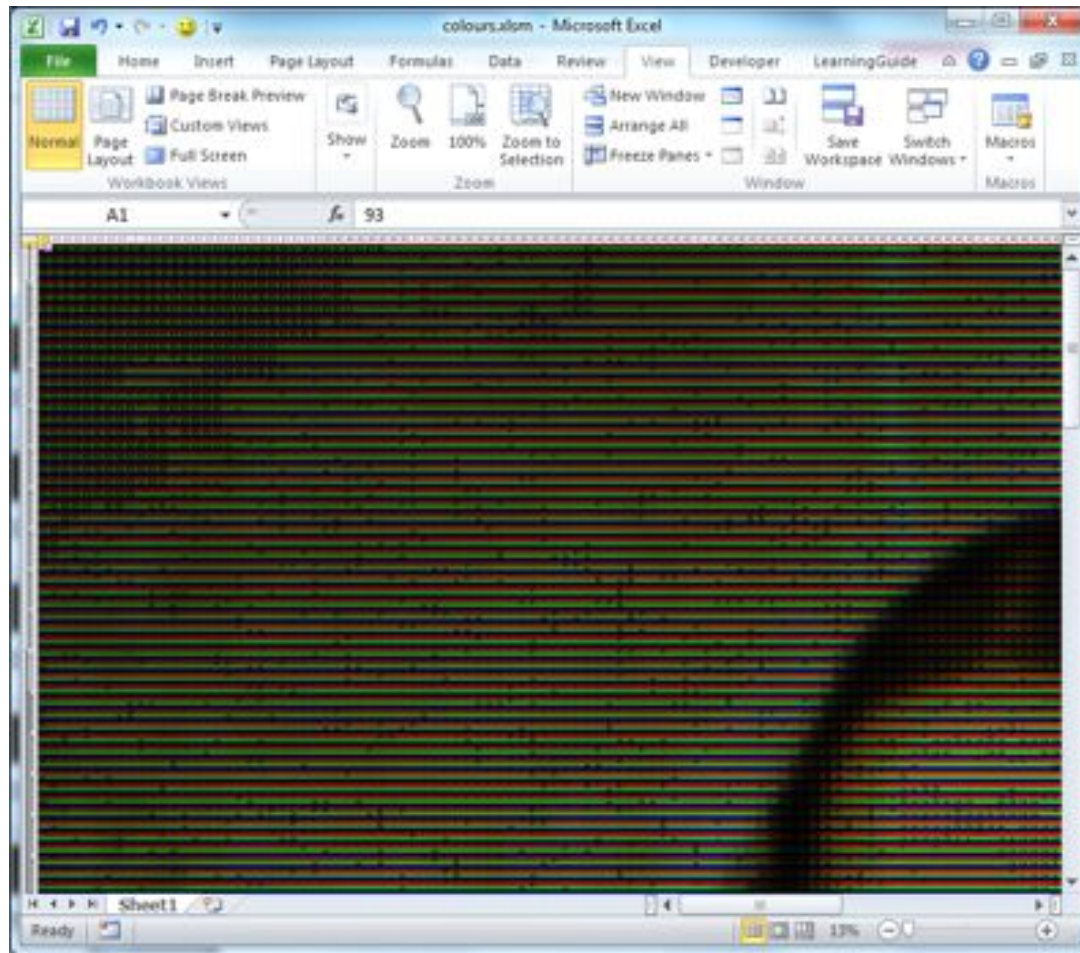 colours.xlsm - Microsoft Excel
File Home Insert Page Layout Formulas Data Review View Developer LearningGuide
Normal
Page Layout
Page Break Preview
Custom Views
Full Screen
Workbook Views
Show
Zoom
100%
Zoom to Selection
Zoom
New Window
Arrange All
Freeze Panes
Save Workspace
Switch Windows
Window
Macros
Macros
A1 fx 93
Sheet1
Ready 13%